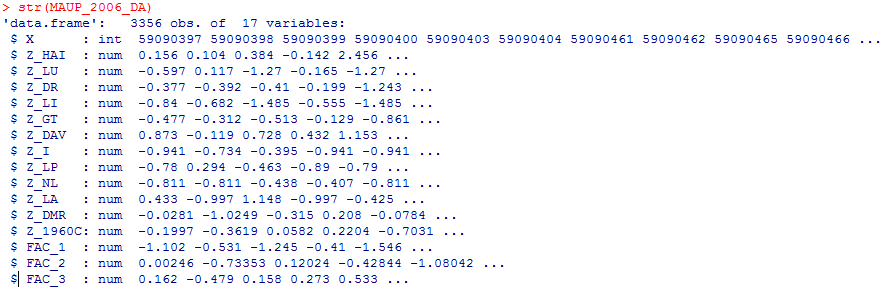 > str(MAUP_2006_DA)
'data.frame':   3356 obs. of  17 variables:
 $ X      : int  59090397 59090398 59090399 59090400 59090403 59090404 59090461 59090462 59090465 59090466 ...
 $ Z_HAI  : num  0.156 0.104 0.384 -0.142 2.456 ...
 $ Z_LU   : num  -0.597 0.117 -1.27 -0.165 -1.27 ...
 $ Z_DR   : num  -0.377 -0.392 -0.41 -0.199 -1.243 ...
 $ Z_LI   : num  -0.84 -0.682 -1.485 -0.555 -1.485 ...
 $ Z_GT   : num  -0.477 -0.312 -0.513 -0.129 -0.861 ...
 $ Z_DAV  : num  0.873 -0.119 0.728 0.432 1.153 ...
 $ Z_I    : num  -0.941 -0.734 -0.395 -0.941 -0.941 ...
 $ Z_LP   : num  -0.78 0.294 -0.463 -0.89 -0.79 ...
 $ Z_NL   : num  -0.811 -0.811 -0.438 -0.407 -0.811 ...
 $ Z_LA   : num  0.433 -0.997 1.148 -0.997 -0.425 ...
 $ Z_DMR  : num  -0.0281 -1.0249 -0.315 0.208 -0.0784 ...
 $ Z_1960C: num  -0.1997 -0.3619 0.0582 0.2204 -0.7031 ...
 $ FAC_1  : num  -1.102 -0.531 -1.245 -0.41 -1.546 ...
 $ FAC_2  : num  0.00246 -0.73353 0.12024 -0.42844 -1.08042 ...
 $ FAC_3  : num  0.162 -0.479 0.158 0.273 0.533 ...